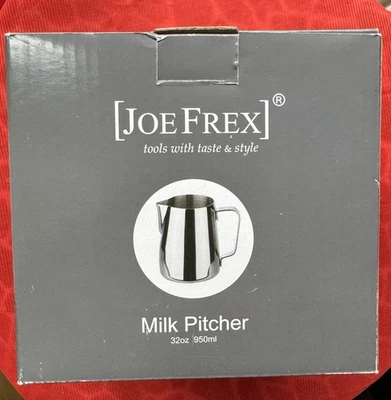 [JOEFREX]®
tools with taste & style
Milk Pitcher
32oz | 950ml